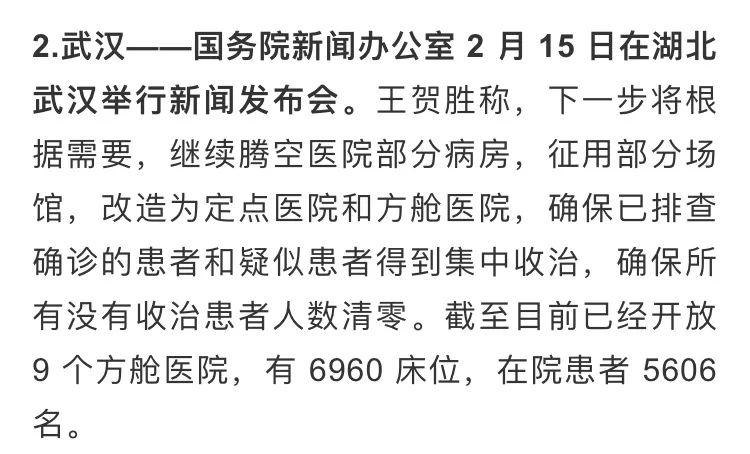 2.武汉——国务院新闻办公室 2 月 15 日在湖北
武汉举行新闻发布会。王贺胜称，下一步将根
据需要，继续腾空医院部分病房，征用部分场
馆，改造为定点医院和方舱医院，确保已排查
确诊的患者和疑似患者得到集中收治，确保所
有没有收治患者人数清零。截至目前已经开放
9 个方舱医院，有 6960 床位，在院患者 5606
名。